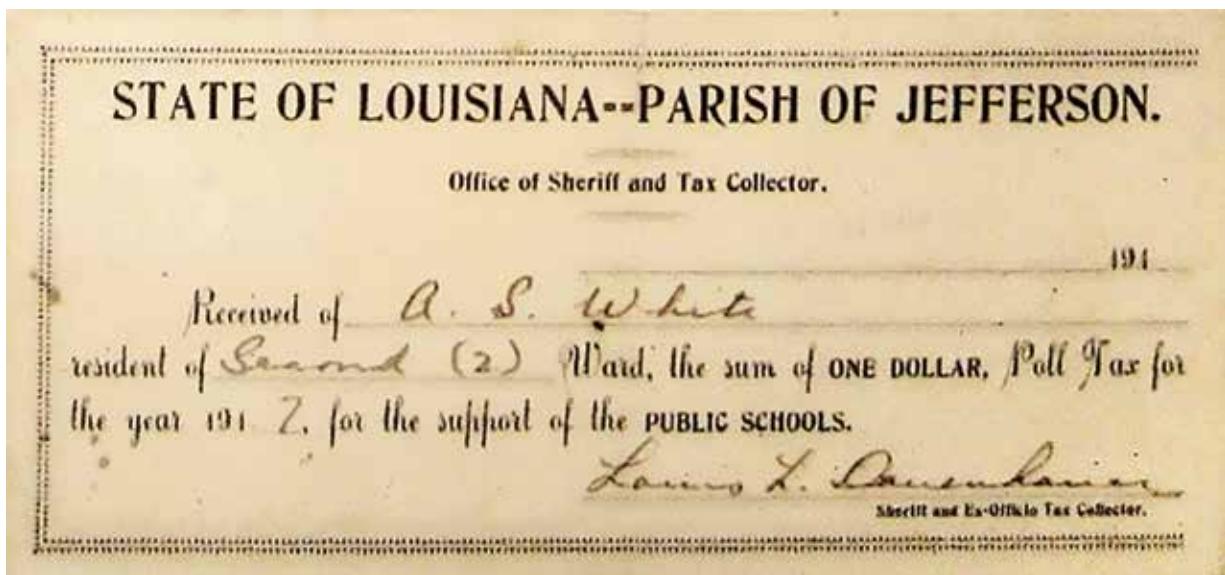 STATE OF LOUISIANA--PARISH OF JEFFERSON.
Office of Sheriff and Tax Collector.
191
Received of A. S. White
resident of Second (2) Ward, the sum of ONE DOLLAR, Poll Tax for
the year 191 7, for the support of the PUBLIC SCHOOLS.
Louis L.
Sheriff and Ex-Officio Tax Collector.